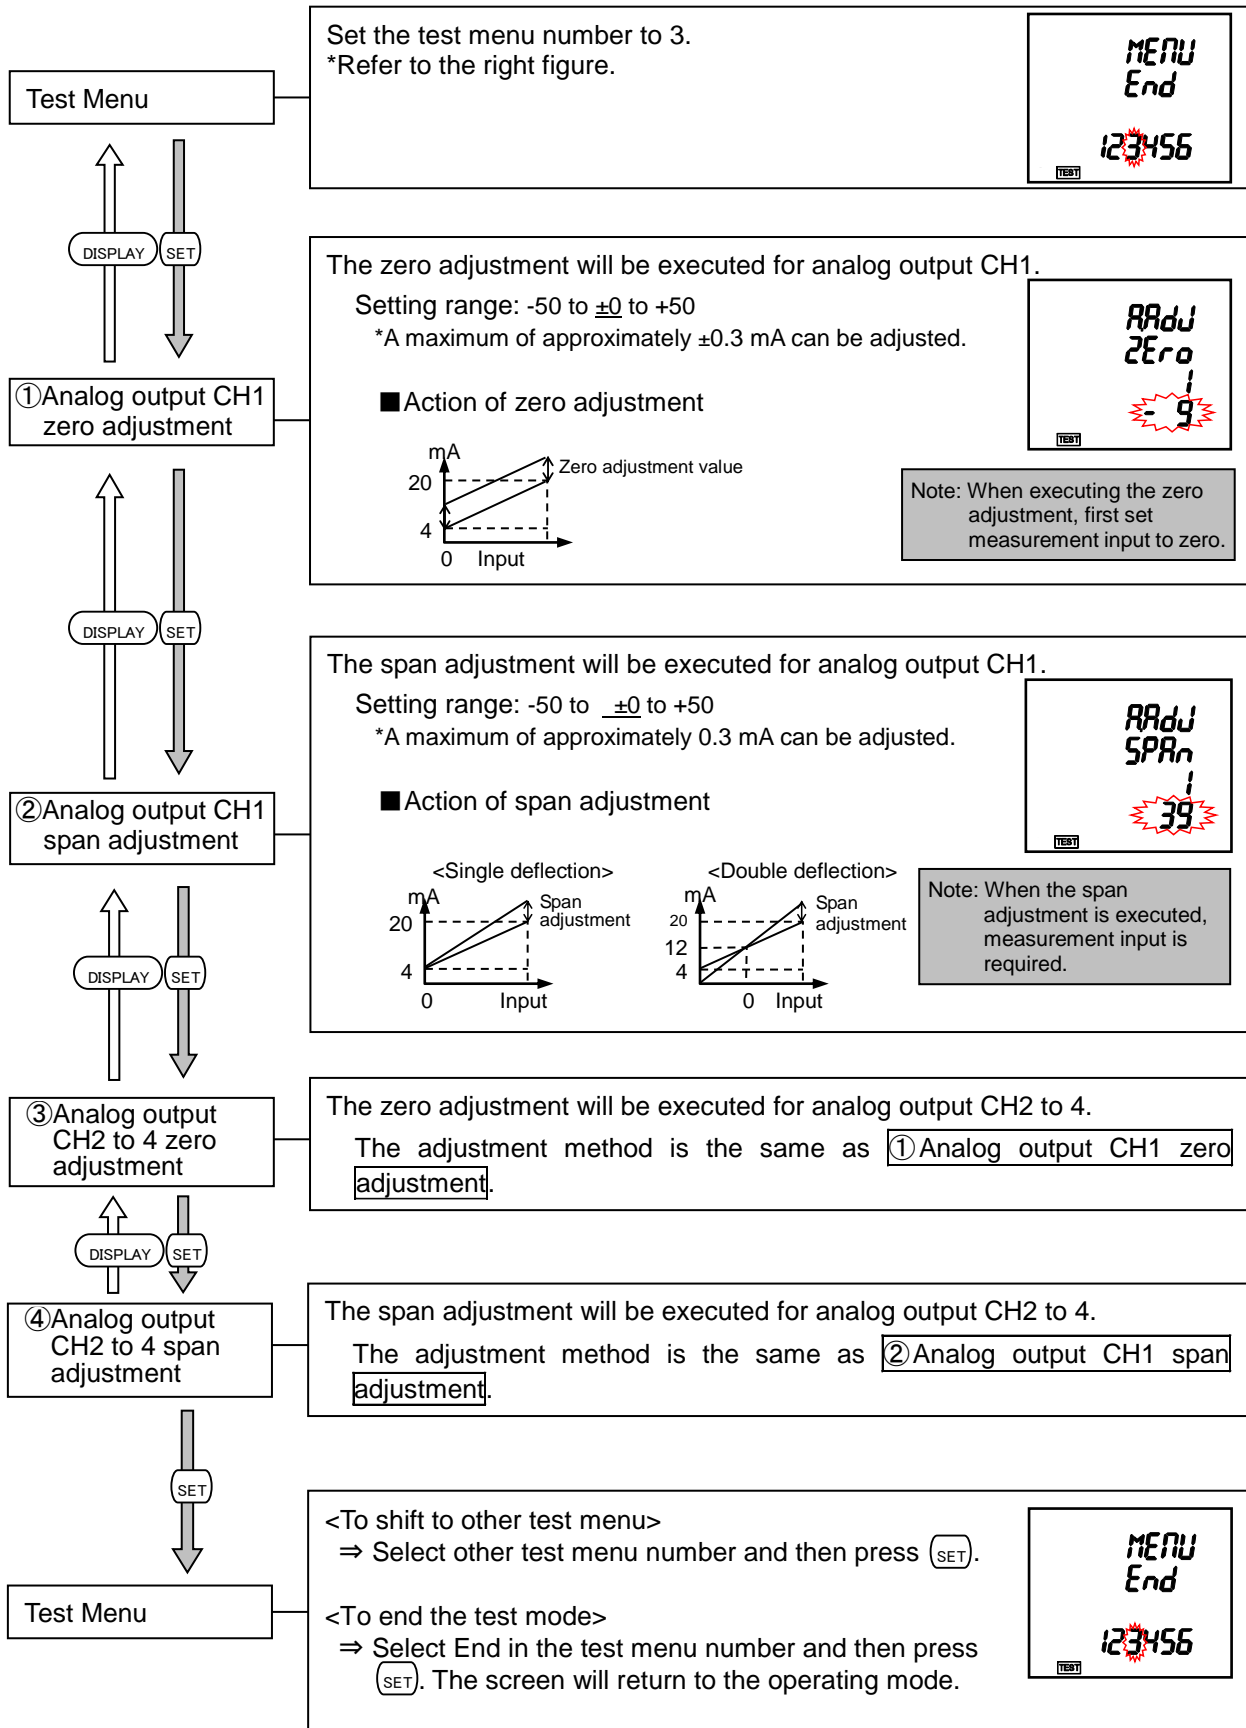 Test Menu
Set the test menu number to 3.
*Refer to the right figure.
MENU
End
123456
TEST
DISPLAY
SET
①Analog output CH1
zero adjustment
The zero adjustment will be executed for analog output CH1.
Setting range: -50 to ±0 to +50
*A maximum of approximately ±0.3 mA can be adjusted.
■Action of zero adjustment
mA
20
4
0
Input
Zero adjustment value
AAdJ
ZEro
1
- 9
TEST
Note: When executing the zero
adjustment, first set
measurement input to zero.
DISPLAY
SET
②Analog output CH1
span adjustment
The span adjustment will be executed for analog output CH1.
Setting range: -50 to ±0 to +50
*A maximum of approximately 0.3 mA can be adjusted.
■Action of span adjustment
<Single deflection>
mA
20
4
0
Input
Span
adjustment
<Double deflection>
mA
20
12
4
0
Input
Span
adjustment
AAdJ
SPAn
1
39
TEST
Note: When the span
adjustment is executed,
measurement input is
required.
DISPLAY
SET
③Analog output
CH2 to 4 zero
adjustment
The zero adjustment will be executed for analog output CH2 to 4.
The adjustment method is the same as ①Analog output CH1 zero
adjustment.
DISPLAY
SET
④Analog output
CH2 to 4 span
adjustment
The span adjustment will be executed for analog output CH2 to 4.
The adjustment method is the same as ②Analog output CH1 span
adjustment.
SET
Test Menu
<To shift to other test menu>
⇒ Select other test menu number and then press SET.
<To end the test mode>
⇒ Select End in the test menu number and then press
SET. The screen will return to the operating mode.
MENU
End
123456
TEST